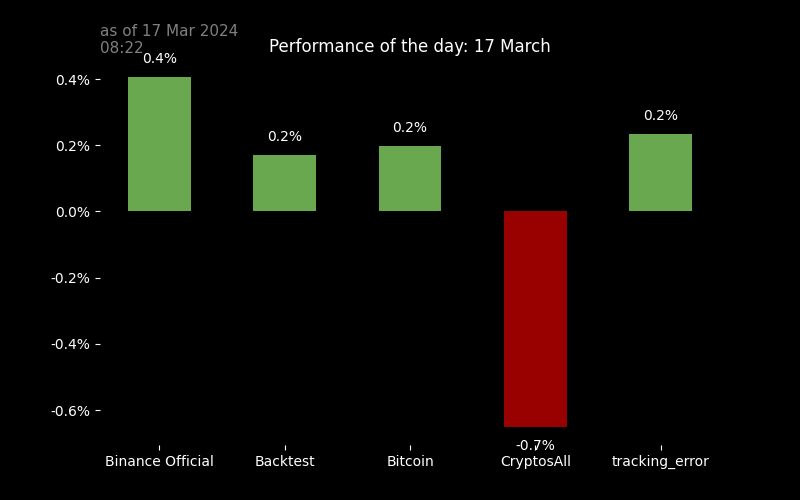 as of 17 Mar 2024
08:22
Performance of the day: 17 March
0.4%
0.2%
0.0%
-0.2%
-0.4%
-0.6%
0.4%
0.2%
0.2%
-0.7%
0.2%
Binance Official
Backtest
Bitcoin
CryptosAll
tracking_error